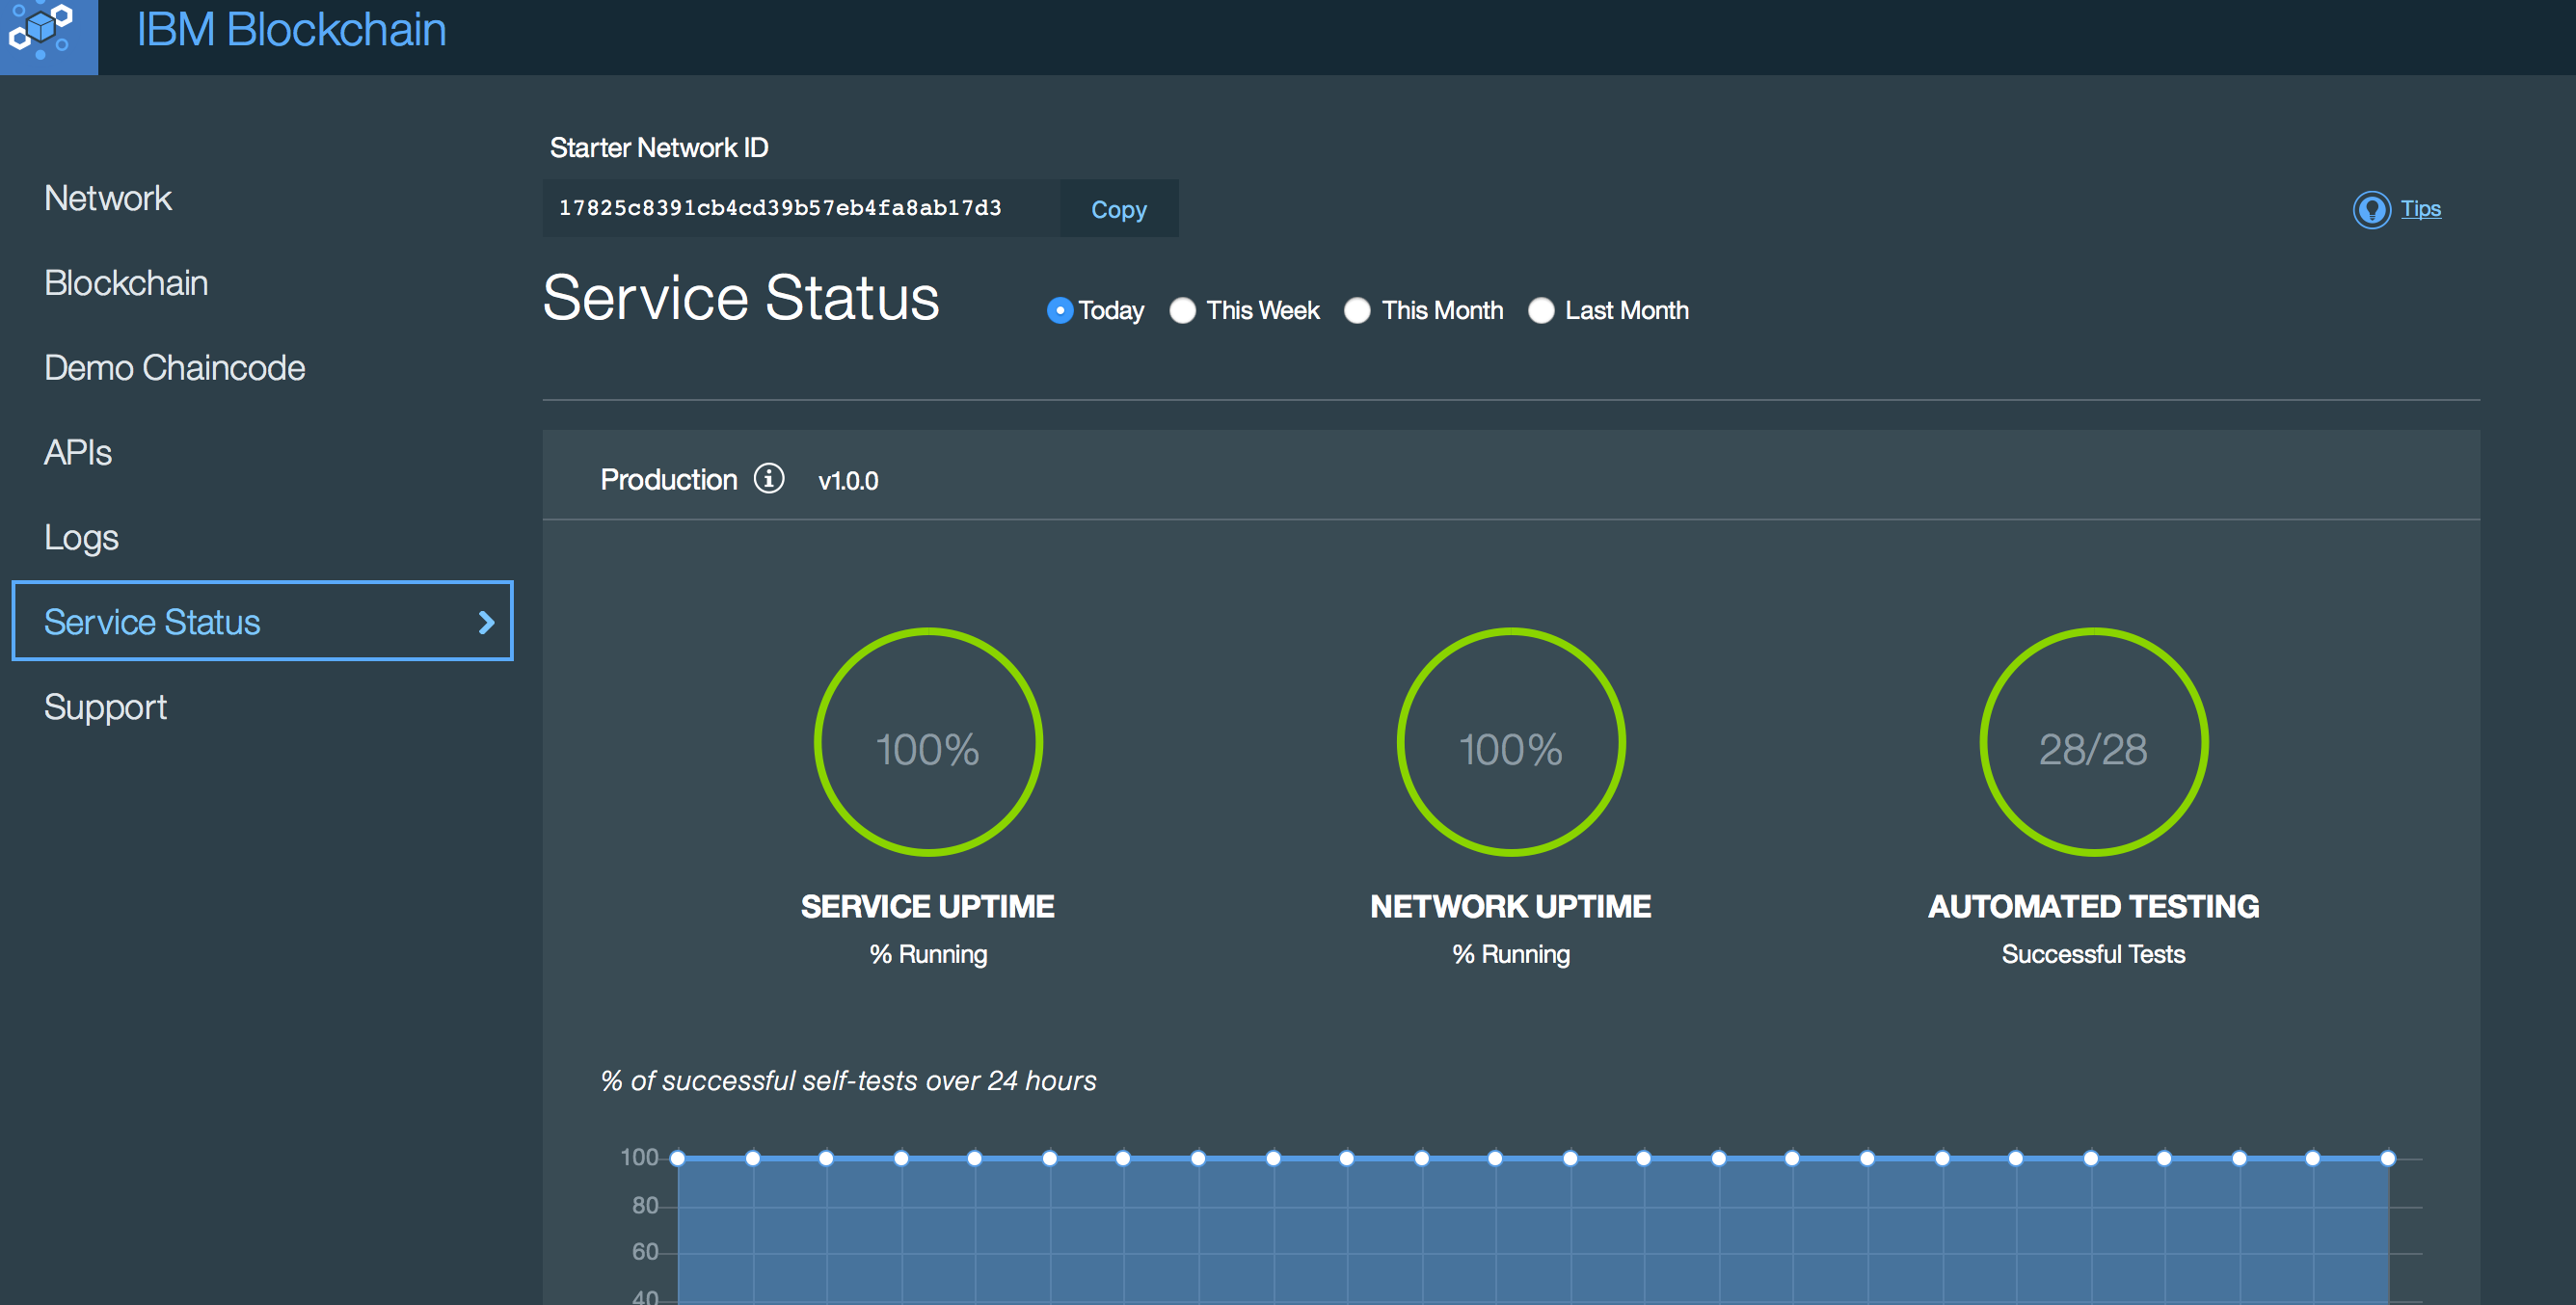 IBM Blockchain
Network
Blockchain
Demo Chaincode
APIs
Logs
Service Status
Support
Starter Network ID
17825c8391cb4cd39b57eb4fa8ab17d3 Copy
Tips
Service Status Today This Week This Month Last Month
Production v1.0.0
100% 100% 28/28
SERVICE UPTIME NETWORK UPTIME AUTOMATED TESTING
% Running % Running Successful Tests
% of successful self-tests over 24 hours
100
80
60
40